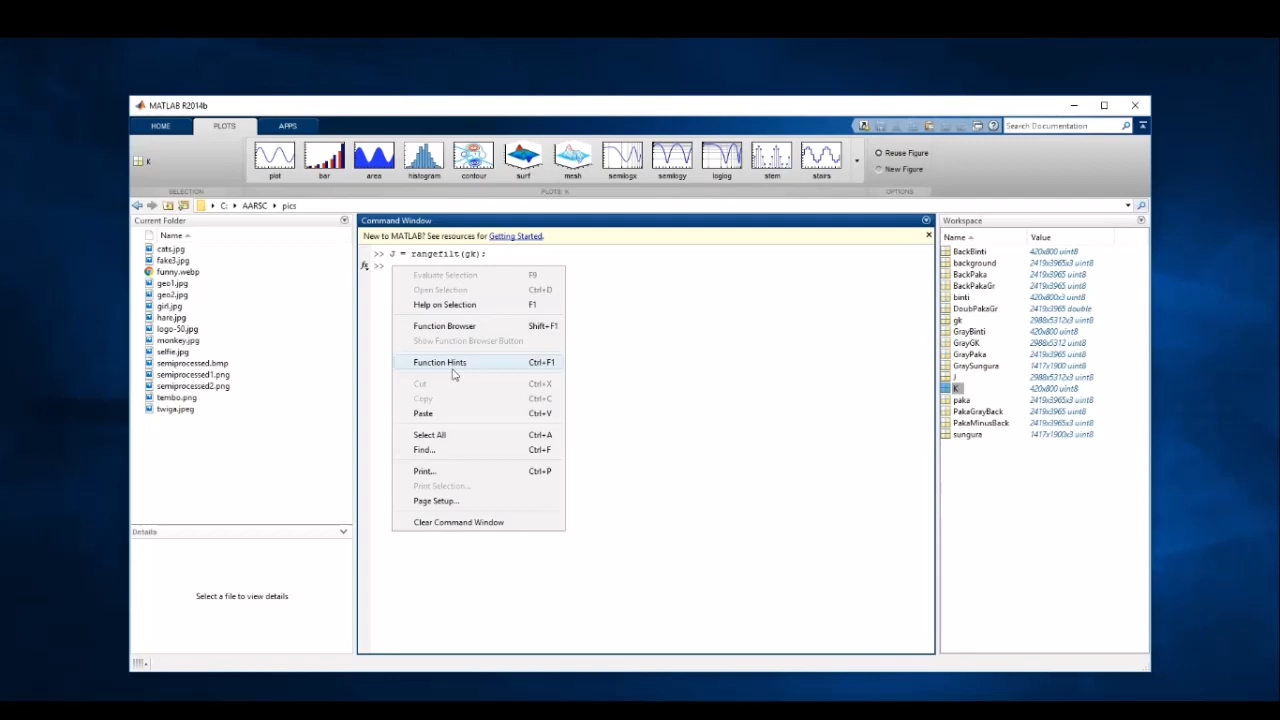 MATLAB R2014b
HOME PLOTS APPS
Search Documentation
K
plot bar area histogram contour surf mesh semilogx semilogy loglog stem stairs
Reuse Figure
New Figure
SELECTION PLOTS: K OPTIONS
C: AARSC pics
Current Folder
Name
cats.jpg
fake3.jpg
funny.webp
geo1.jpg
geo2.jpg
girl.jpg
hare.jpg
logo-50.jpg
monkey.jpg
selfie.jpg
semiprocessed.bmp
semiprocessed1.png
semiprocessed2.png
tembo.png
twiga.jpeg
Details
Select a file to view details
Command Window
New to MATLAB? See resources for Getting Started.
>> J = rangefilt(gk);
fx >>
Evaluate Selection F9
Open Selection Ctrl+D
Help on Selection F1
Function Browser Shift+F1
Show Function Browser Button
Function Hints Ctrl+F1
Cut Ctrl+X
Copy Ctrl+C
Paste Ctrl+V
Select All Ctrl+A
Find... Ctrl+F
Print... Ctrl+P
Print Selection...
Page Setup...
Clear Command Window
Workspace
Name Value
BackBinti 420x800 uint8
background 2419x3965x3 uint8
BackPaka 2419x3965x3 uint8
BackPakaGr 2419x3965 uint8
binti 420x800x3 uint8
DoubPakaGr 2419x3965 double
gk 2988x5312x3 uint8
GrayBinti 420x800 uint8
GrayGK 2988x5312 uint8
GrayPaka 2419x3965 uint8
GraySungura 1417x1900 uint8
J 2988x5312x3 uint8
K 420x800 uint8
paka 2419x3965x3 uint8
PakaGrayBack 2419x3965 uint8
PakaMinusBack 2419x3965x3 uint8
sungura 1417x1900x3 uint8